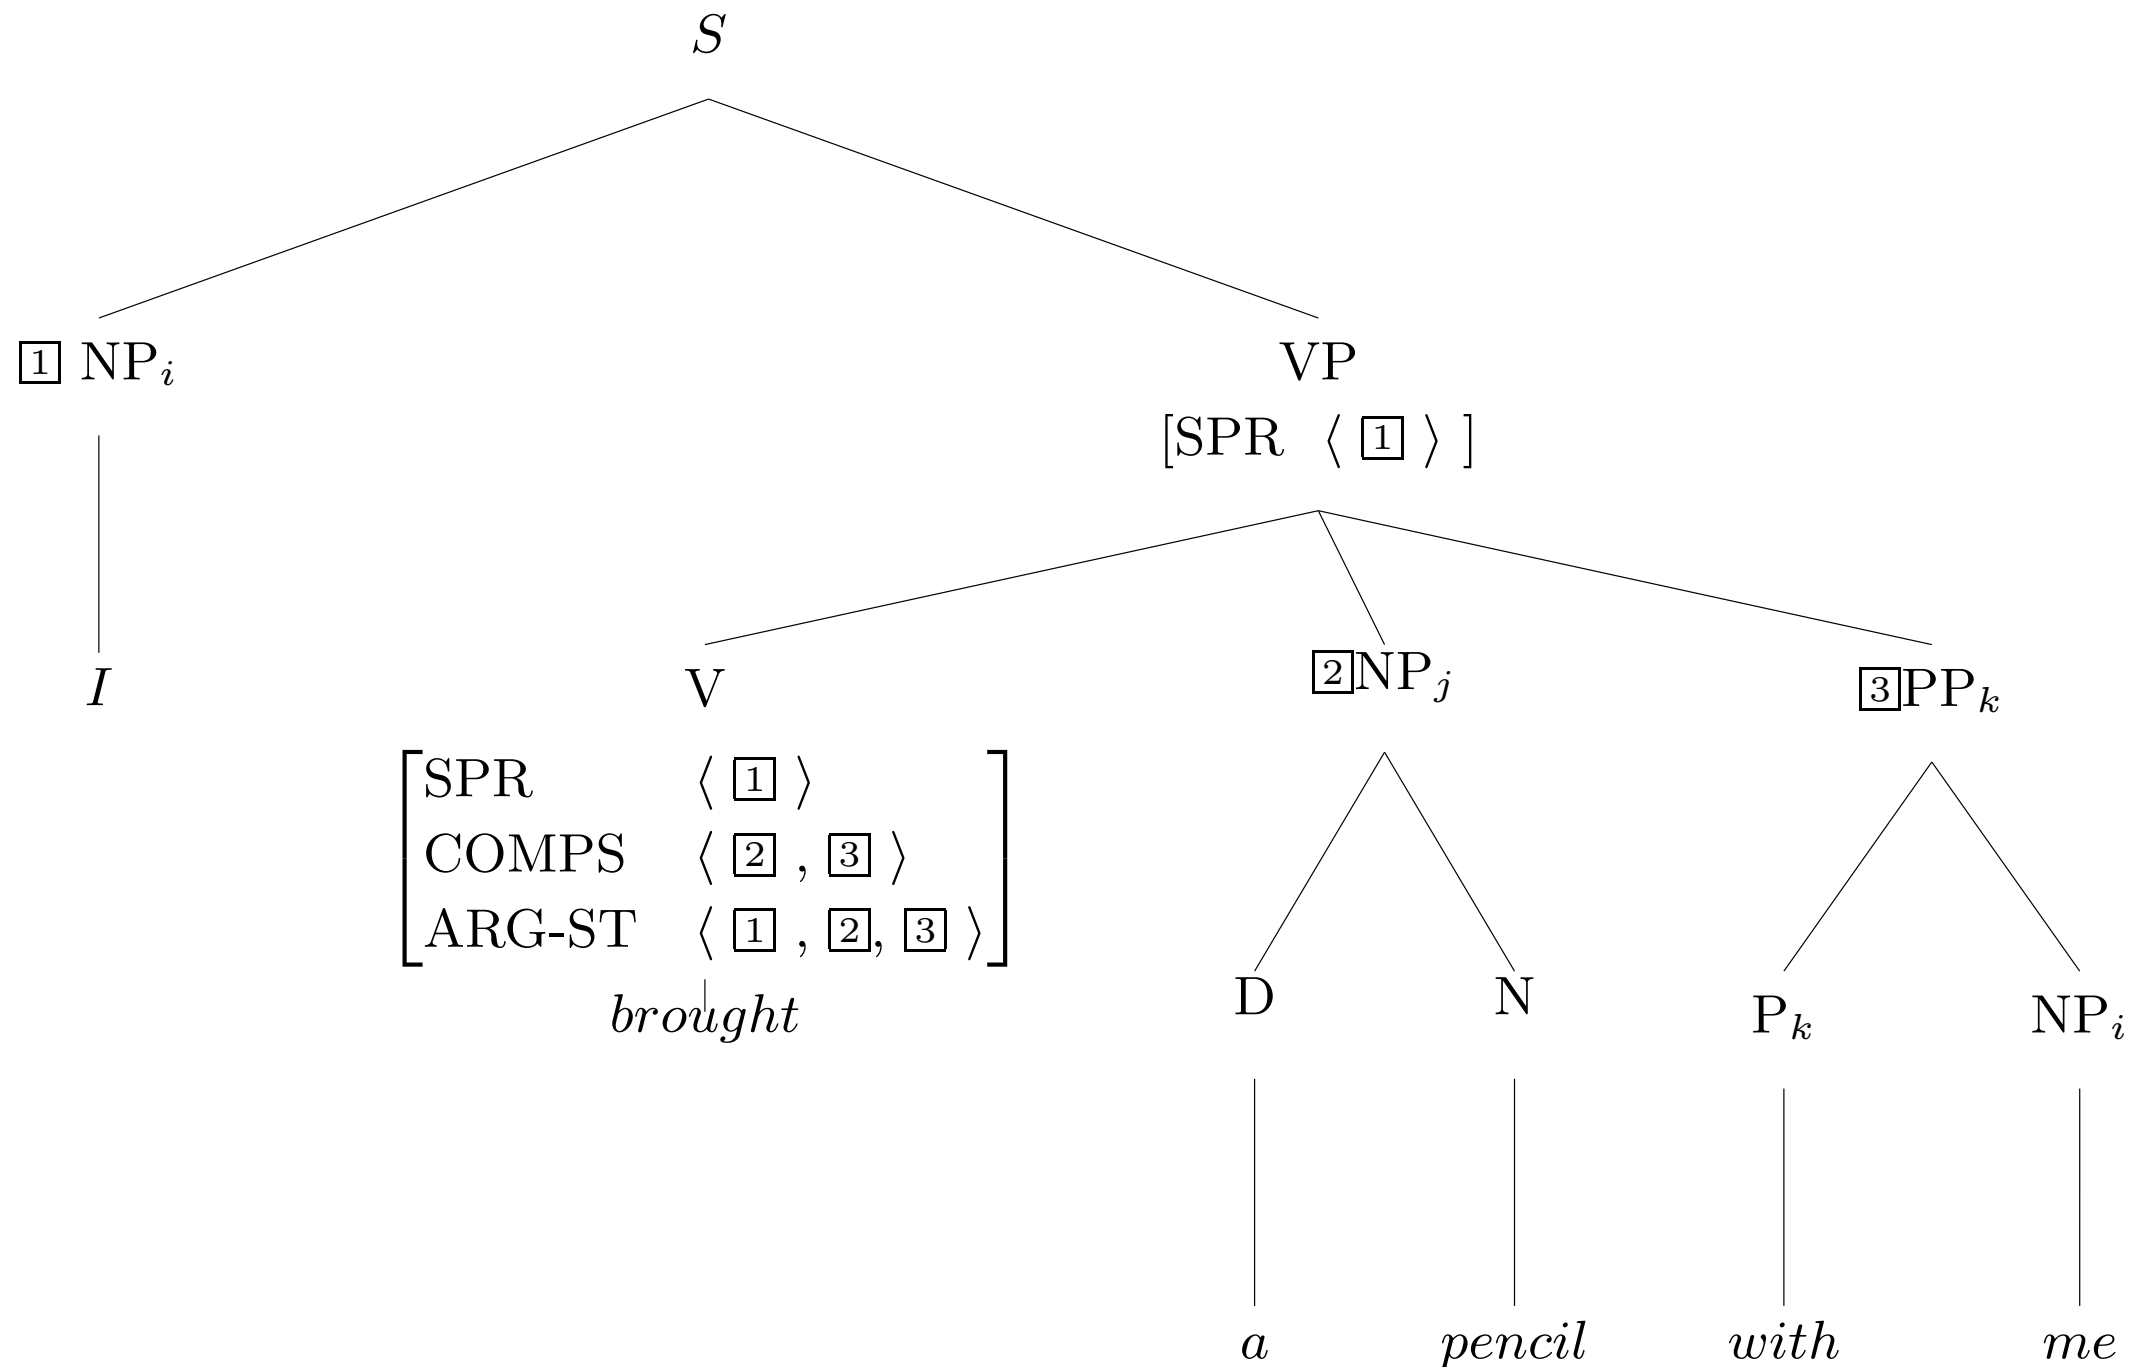 S
1 NP_i VP
[SPR ⟨ 1 ⟩ ]
I V 2NP_j 3PP_k
SPR ⟨ 1 ⟩
COMPS ⟨ 2 , 3 ⟩
ARG-ST ⟨ 1 , 2, 3 ⟩
brought D N P_k NP_i
a pencil with me